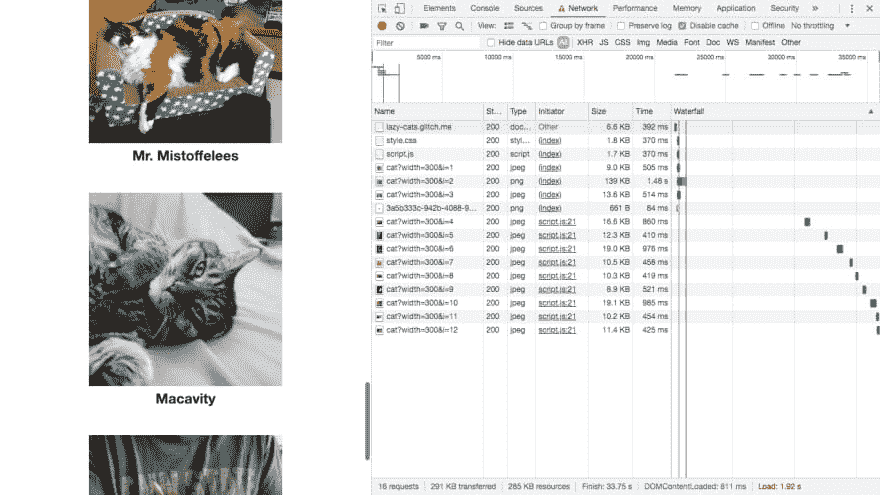 Mr. Mistoffelees
Macavity
Elements Console Sources Network Performance Memory Application Security »
View: Group by frame Preserve log Disable cache Offline No throttling
Filter Hide data URLs All XHR JS CSS Img Media Font Doc WS Manifest Other
5000 ms 10000 ms 15000 ms 20000 ms 25000 ms 30000 ms 35000 ms
Name St... Type Initiator Size Time Waterfall
lazy-cats.glitch.me 200 doc... Other 6.6 KB 392 ms
style.css 200 styl... (index) 1.8 KB 370 ms
script.js 200 script (index) 1.7 KB 370 ms
cat?width=300&i=1 200 jpeg (index) 9.0 KB 505 ms
cat?width=300&i=2 200 png (index) 139 KB 1.48 s
cat?width=300&i=3 200 jpeg (index) 13.6 KB 514 ms
3a5b333c-942b-4088-9... 200 png (index) 661 B 84 ms
cat?width=300&i=4 200 jpeg script.js:21 16.6 KB 860 ms
cat?width=300&i=5 200 jpeg script.js:21 12.3 KB 410 ms
cat?width=300&i=6 200 jpeg script.js:21 19.0 KB 976 ms
cat?width=300&i=7 200 jpeg script.js:21 10.5 KB 458 ms
cat?width=300&i=8 200 jpeg script.js:21 10.3 KB 419 ms
cat?width=300&i=9 200 jpeg script.js:21 8.9 KB 521 ms
cat?width=300&i=10 200 jpeg script.js:21 19.1 KB 985 ms
cat?width=300&i=11 200 jpeg script.js:21 10.2 KB 454 ms
cat?width=300&i=12 200 jpeg script.js:21 11.4 KB 425 ms
16 requests 291 KB transferred 285 KB resources Finish: 33.75 s DOMContentLoaded: 811 ms Load: 1.92 s